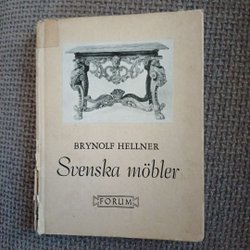 BRYNOLF HELLNER
Svenska möbler
FORUM